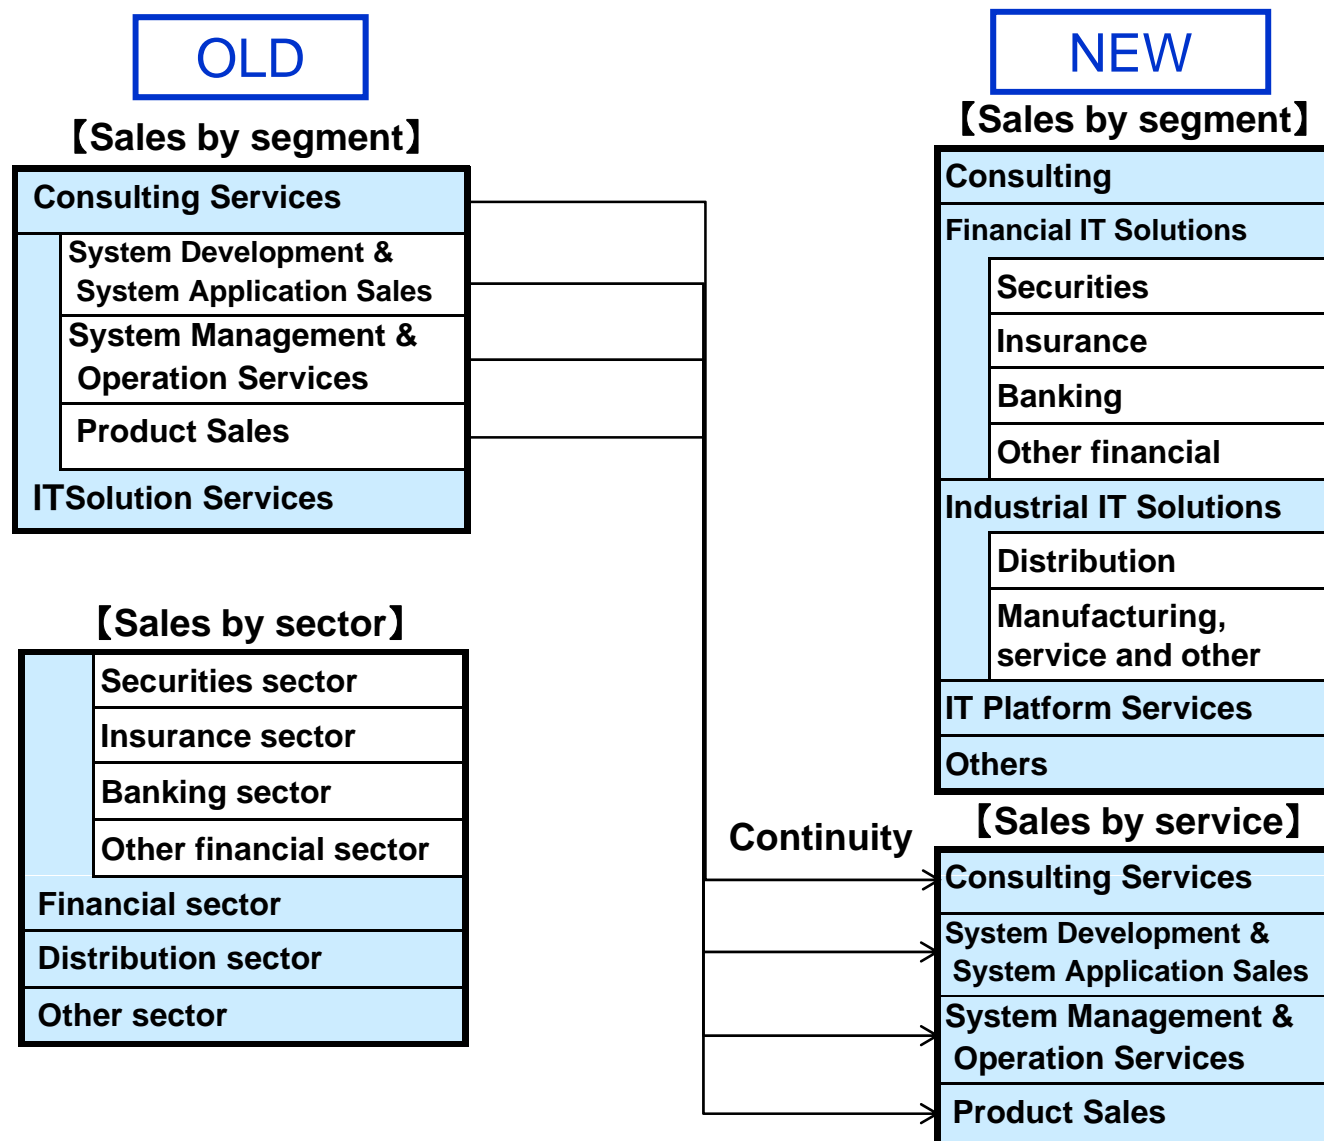 OLD
【Sales by segment】
Consulting Services
System Development &
System Application Sales
System Management &
Operation Services
Product Sales
ITSolution Services
【Sales by sector】
Securities sector
Insurance sector
Banking sector
Other financial sector
Financial sector
Distribution sector
Other sector
Continuity
NEW
【Sales by segment】
Consulting
Financial IT Solutions
Securities
Insurance
Banking
Other financial
Industrial IT Solutions
Distribution
Manufacturing,
service and other
IT Platform Services
Others
【Sales by service】
Consulting Services
System Development &
System Application Sales
System Management &
Operation Services
Product Sales